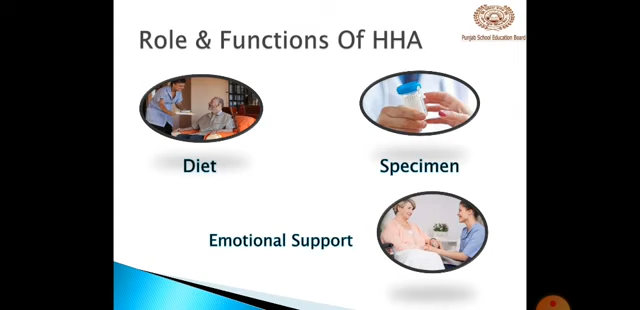 Punjab School Education Board
Role & Functions Of HHA
Diet
Specimen
Emotional Support